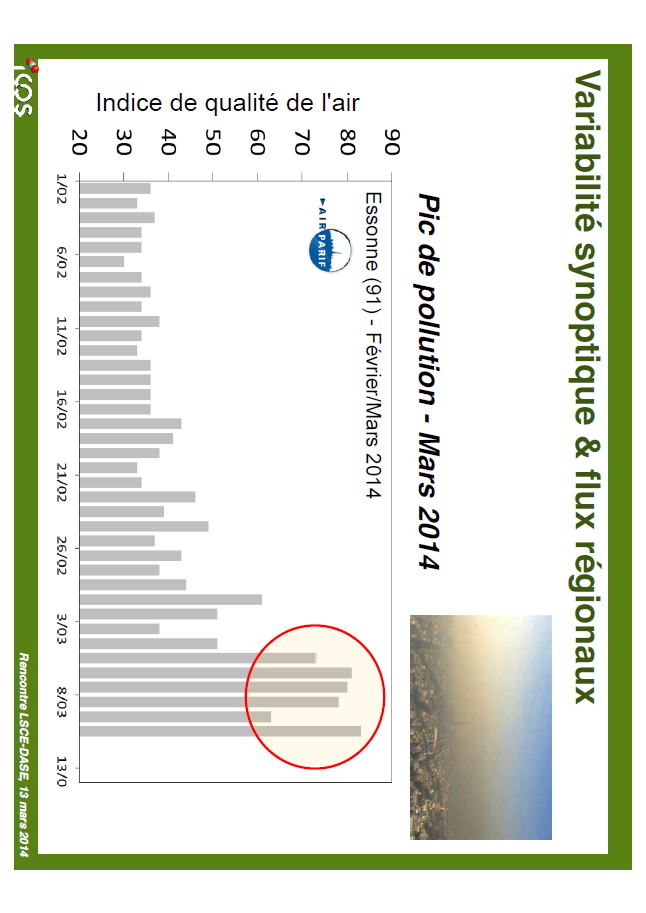 Variabilité synoptique & flux régionaux
Pic de pollution - Mars 2014
Essonne (91) - Février/Mars 2014
AIRPARIF
Indice de qualité de l'air
90
80
70
60
50
40
30
20
1/02
6/02
11/02
16/02
21/02
26/02
3/03
8/03
13/0
icos
Rencontre LSCE-DASE, 13 mars 2014